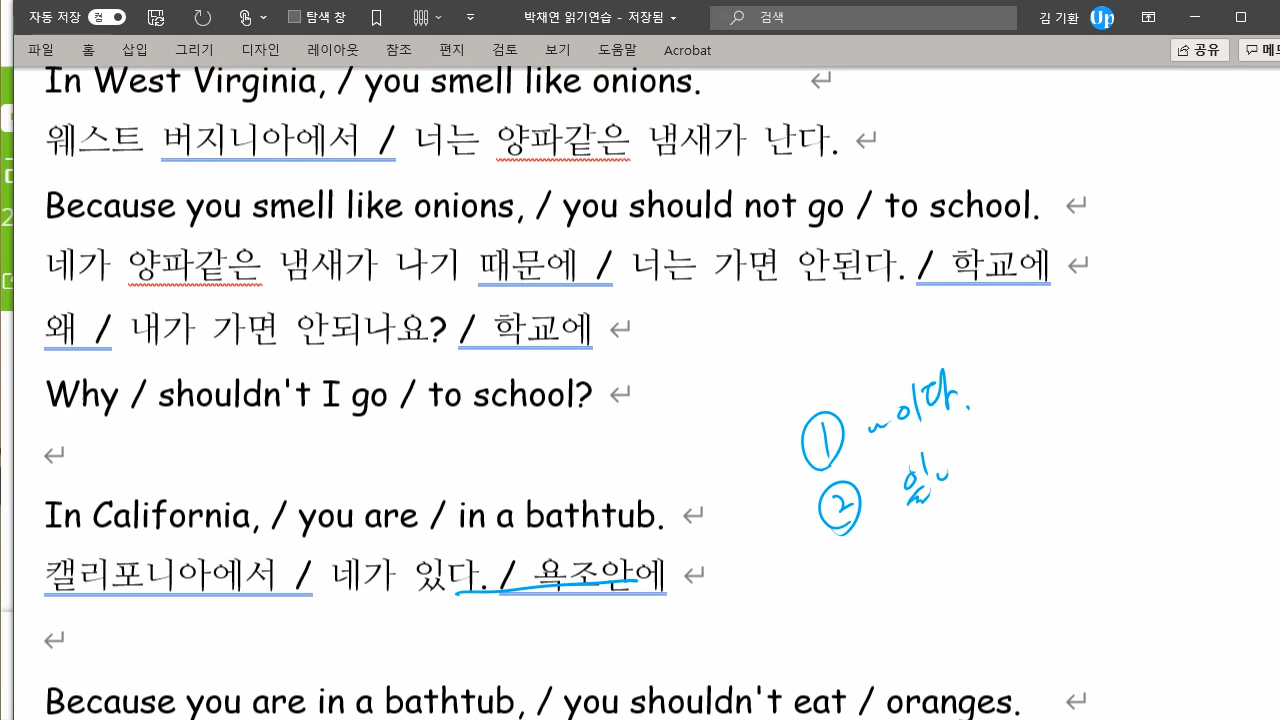 자동 저장 켬 탐색 창 박채연 읽기연습 - 저장됨 검색 김 기환 Up
파일 홈 삽입 그리기 디자인 레이아웃 참조 편지 검토 보기 도움말 Acrobat 공유 메모
In West Virginia, / you smell like onions.
웨스트 버지니아에서 / 너는 양파같은 냄새가 난다.
Because you smell like onions, / you should not go / to school.
네가 양파같은 냄새가 나기 때문에 / 너는 가면 안된다. / 학교에
왜 / 내가 가면 안되나요? / 학교에
Why / shouldn't I go / to school?
① ~이다.
②
In California, / you are / in a bathtub.
캘리포니아에서 / 네가 있다. / 욕조안에
Because you are in a bathtub, / you shouldn't eat / oranges.